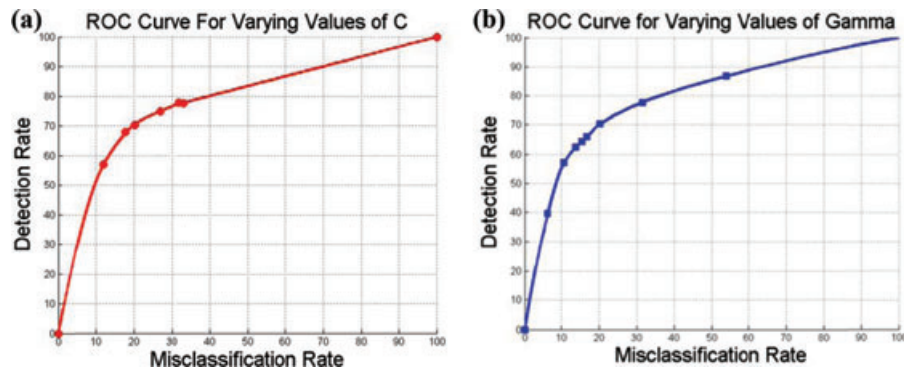 (a)
ROC Curve For Varying Values of C
100
90
80
70
60
50
40
30
20
10
0
Detection Rate
0 10 20 30 40 50 60 70 80 90 100
Misclassification Rate
(b)
ROC Curve for Varying Values of Gamma
100
90
80
70
60
50
40
30
20
10
0
Detection Rate
0 10 20 30 40 50 60 70 80 90 100
Misclassification Rate